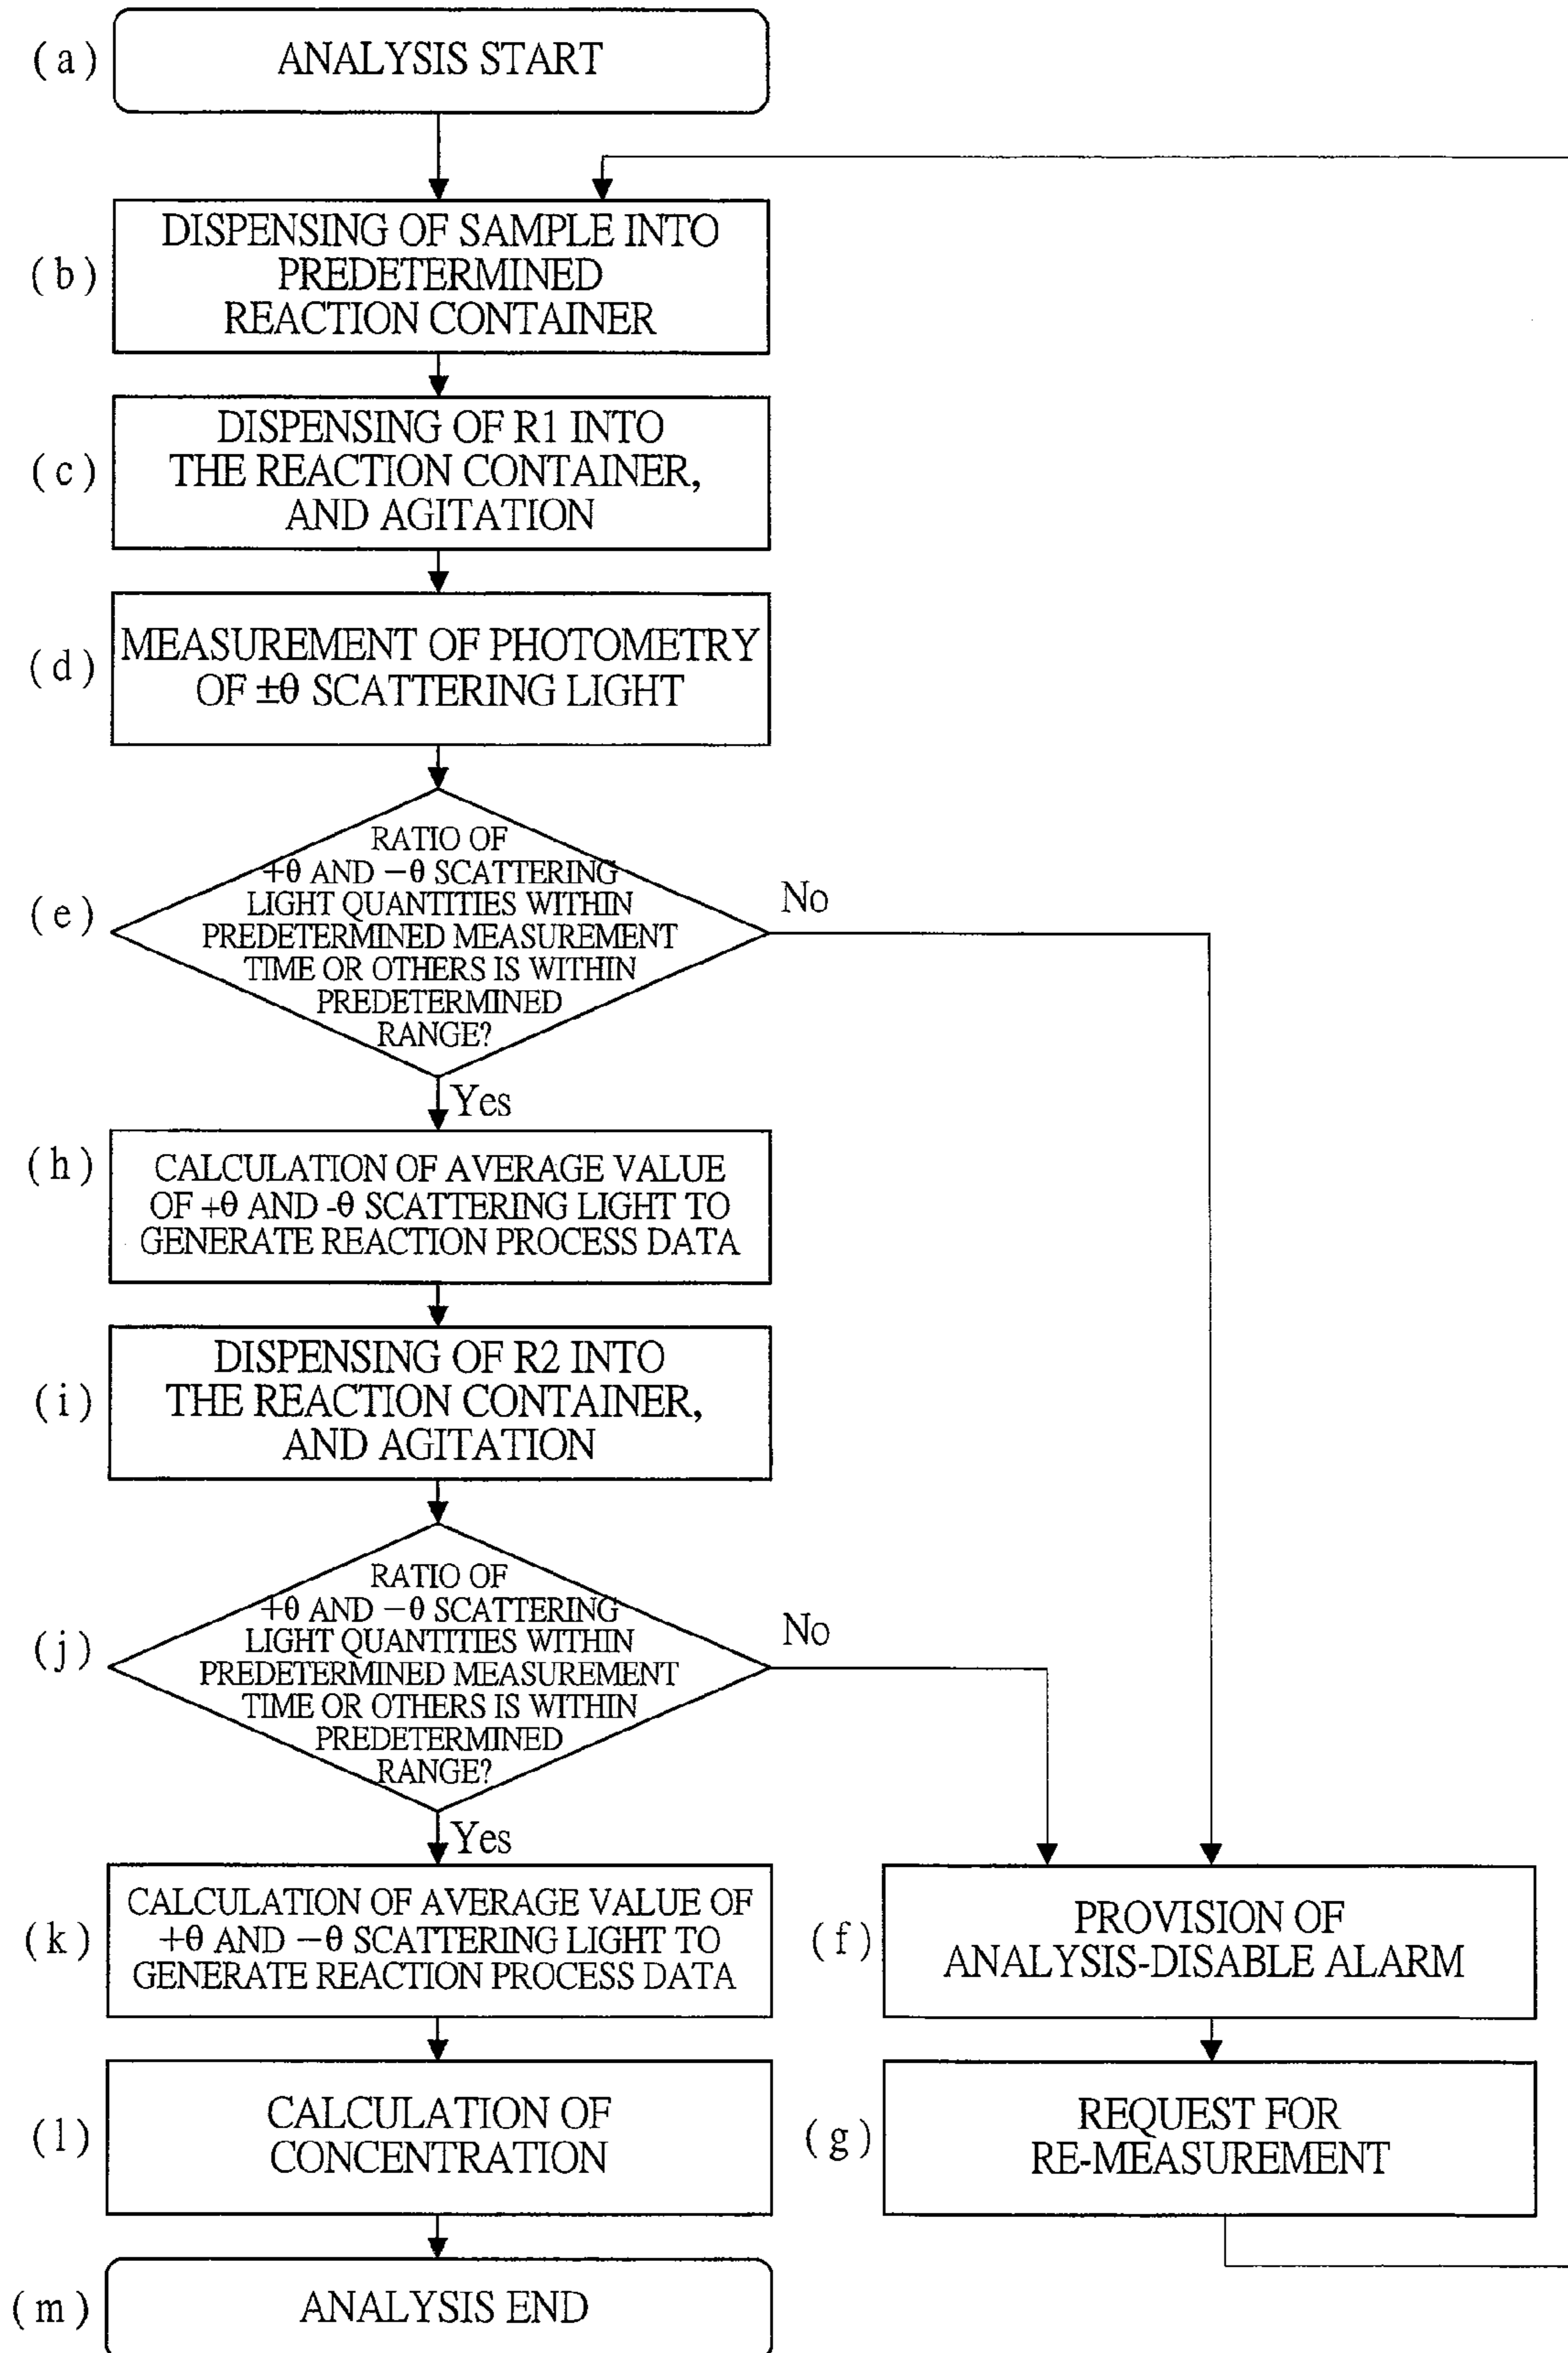 (a)
ANALYSIS START
(b)
DISPENSING OF SAMPLE INTO
PREDETERMINED
REACTION CONTAINER
(c)
DISPENSING OF R1 INTO
THE REACTION CONTAINER,
AND AGITATION
(d)
MEASUREMENT OF PHOTOMETRY
OF ±θ SCATTERING LIGHT
(e)
RATIO OF
+θ AND −θ SCATTERING
LIGHT QUANTITIES WITHIN
PREDETERMINED MEASUREMENT
TIME OR OTHERS IS WITHIN
PREDETERMINED
RANGE?
No
Yes
(h)
CALCULATION OF AVERAGE VALUE
OF +θ AND -θ SCATTERING LIGHT TO
GENERATE REACTION PROCESS DATA
(i)
DISPENSING OF R2 INTO
THE REACTION CONTAINER,
AND AGITATION
(j)
RATIO OF
+θ AND −θ SCATTERING
LIGHT QUANTITIES WITHIN
PREDETERMINED MEASUREMENT
TIME OR OTHERS IS WITHIN
PREDETERMINED
RANGE?
No
Yes
(k)
CALCULATION OF AVERAGE VALUE OF
+θ AND −θ SCATTERING LIGHT TO
GENERATE REACTION PROCESS DATA
(f)
PROVISION OF
ANALYSIS-DISABLE ALARM
(l)
CALCULATION OF
CONCENTRATION
(g)
REQUEST FOR
RE-MEASUREMENT
(m)
ANALYSIS END